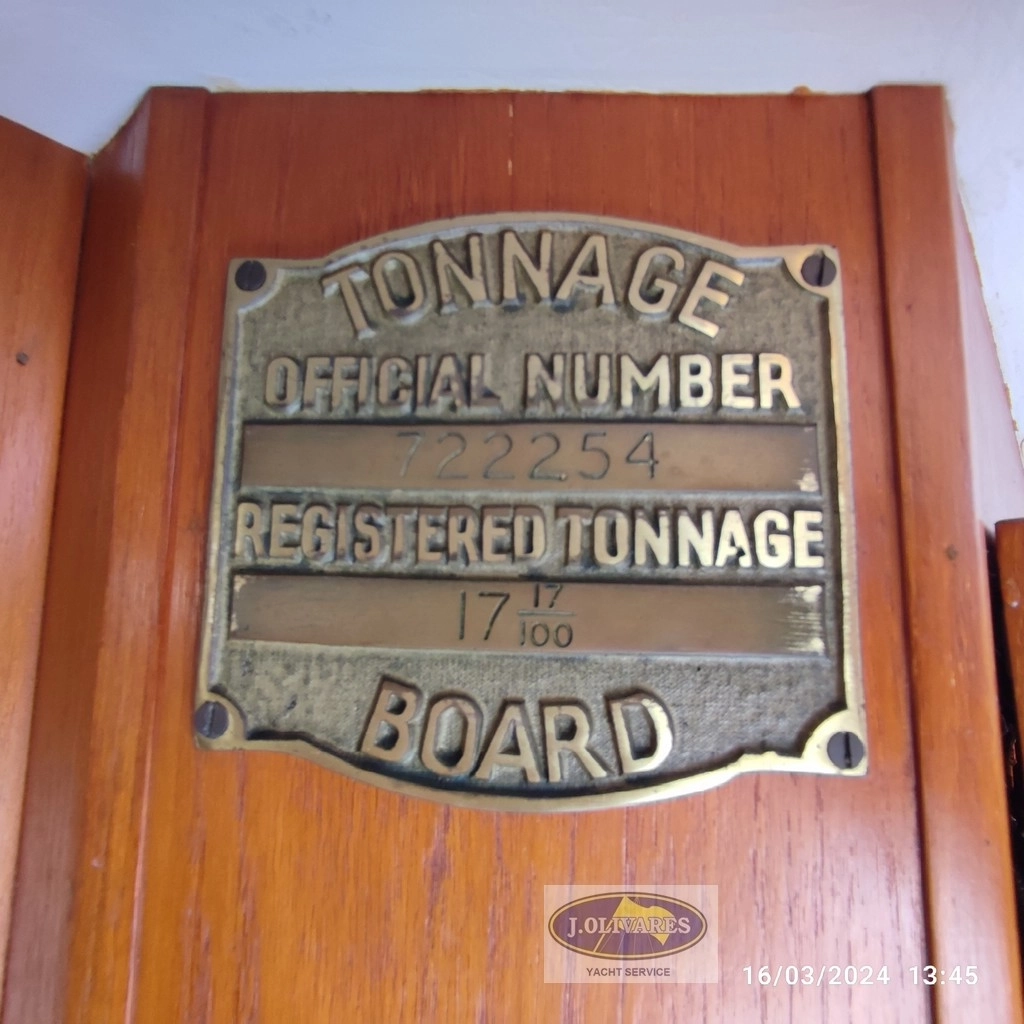 TONNAGE
OFFICIAL NUMBER
722254
REGISTERED TONNAGE
17 17/100
BOARD
J.OLIVARES
YACHT SERVICE
16/03/2024 13:45